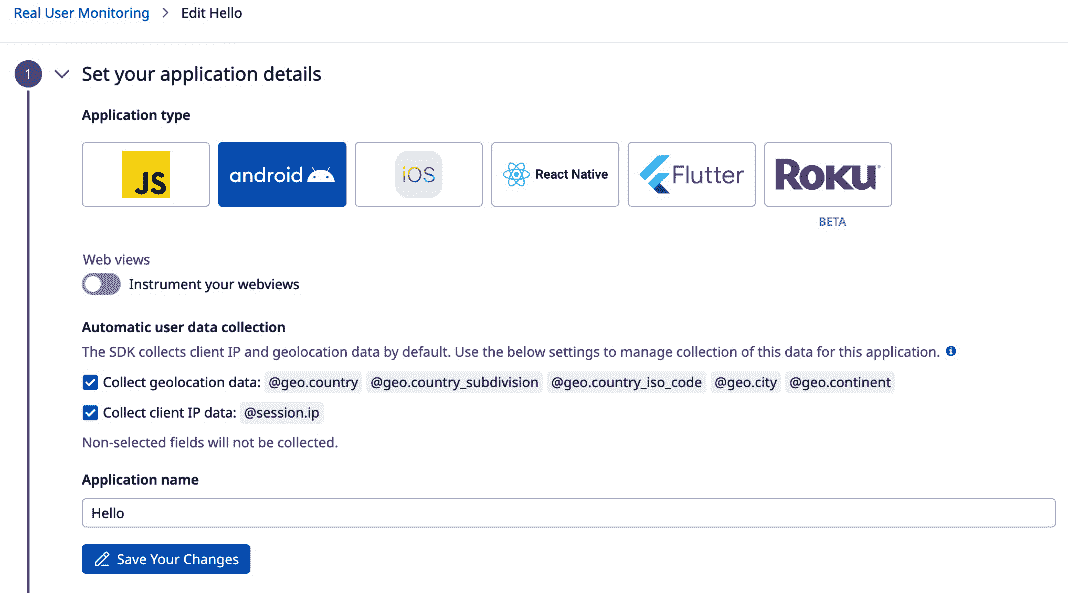 Real User Monitoring > Edit Hello
1 Set your application details
Application type
JS android iOS React Native Flutter ROKU
BETA
Web views
Instrument your webviews
Automatic user data collection
The SDK collects client IP and geolocation data by default. Use the below settings to manage collection of this data for this application.
Collect geolocation data: @geo.country @geo.country_subdivision @geo.country_iso_code @geo.city @geo.continent
Collect client IP data: @session.ip
Non-selected fields will not be collected.
Application name
Hello
Save Your Changes